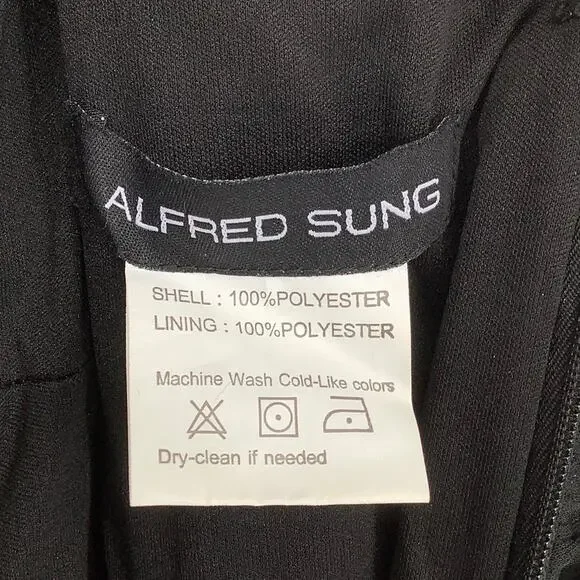 ALFRED SUNG
SHELL : 100%POLYESTER
LINING : 100%POLYESTER
Machine Wash Cold-Like colors
Dry-clean if needed